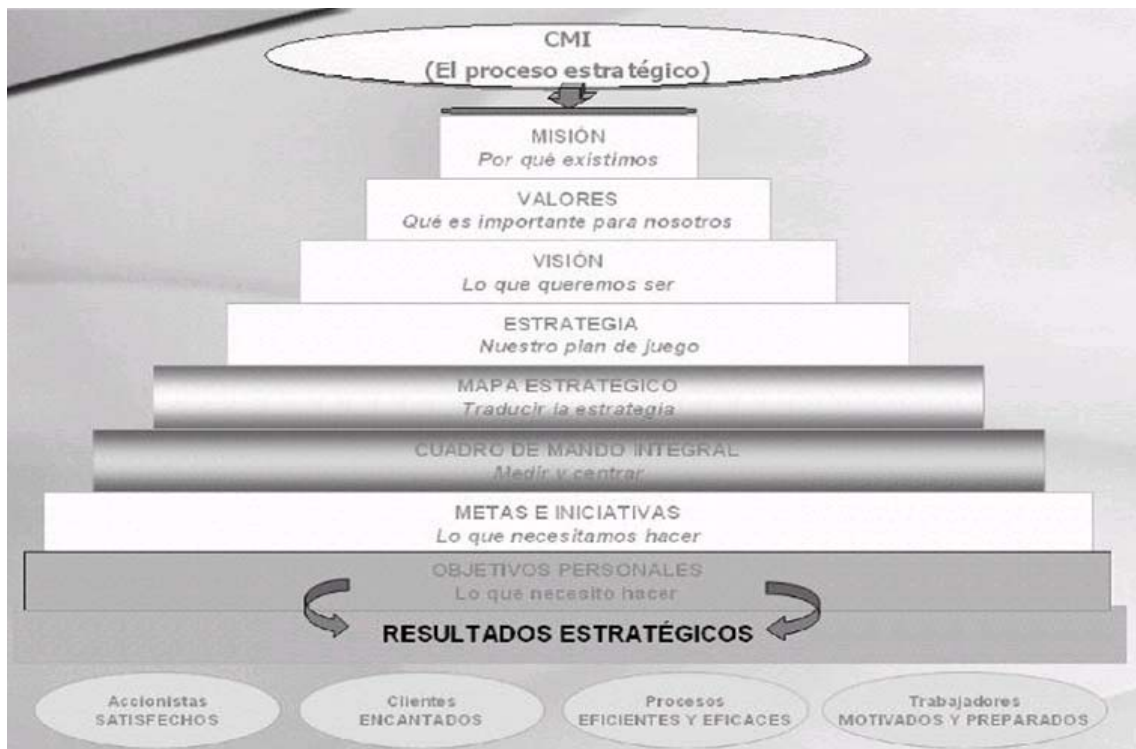 CMI
(El proceso estratégico)
MISIÓN
Por qué existimos
VALORES
Qué es importante para nosotros
VISIÓN
Lo que queremos ser
ESTRATEGIA
Nuestro plan de juego
MAPA ESTRATÉGICO
Traducir la estrategia
CUADRO DE MANDO INTEGRAL
Medir y centrar
METAS E INICIATIVAS
Lo que necesitamos hacer
OBJETIVOS PERSONALES
Lo que necesito hacer
RESULTADOS ESTRATÉGICOS
Accionistas
SATISFECHOS
Clientes
ENCANTADOS
Procesos
EFICIENTES Y EFICACES
Trabajadores
MOTIVADOS Y PREPARADOS